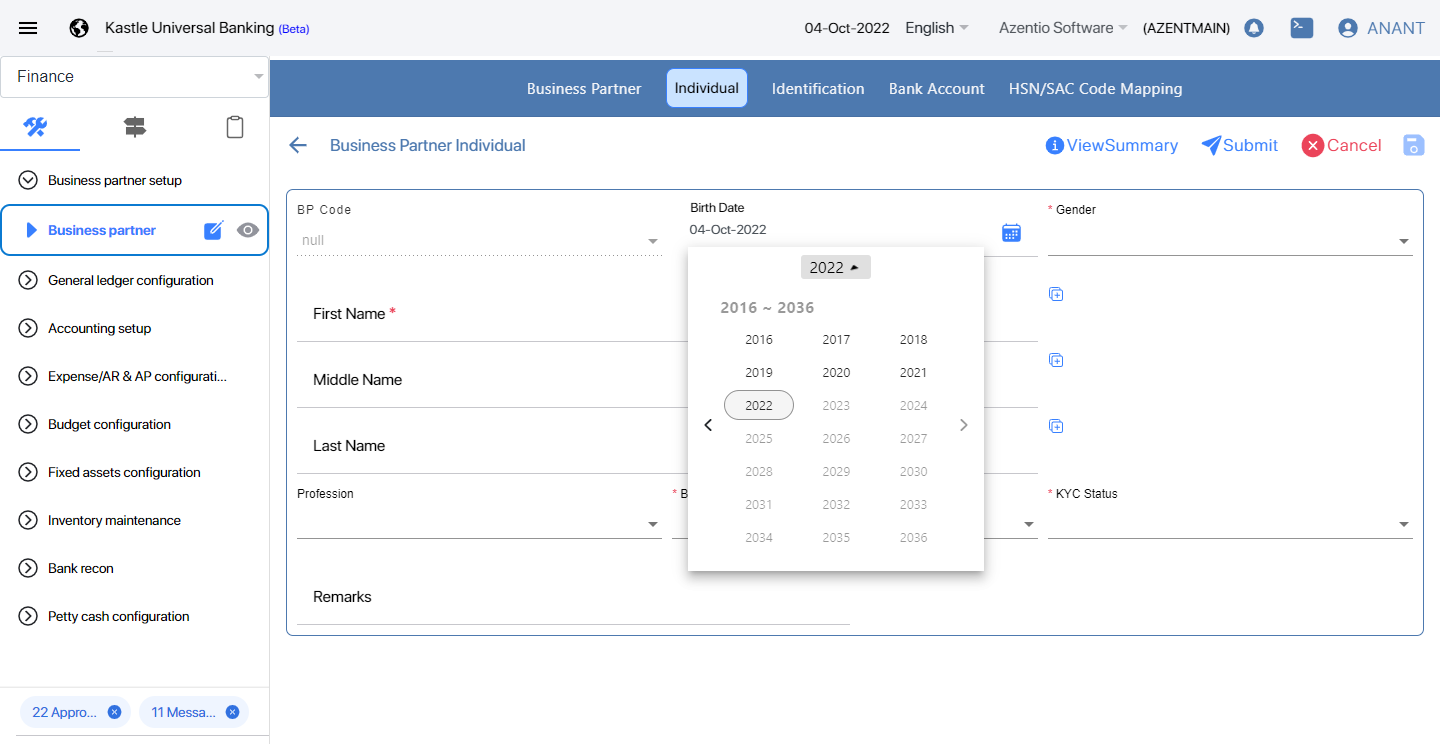 Kastle Universal Banking (Beta)
04-Oct-2022 English Azentio Software (AZENTMAIN) ANANT
Finance
Business partner setup
Business partner
General ledger configuration
Accounting setup
Expense/AR & AP configurati...
Budget configuration
Fixed assets configuration
Inventory maintenance
Bank recon
Petty cash configuration
22 Appro... 11 Messa...
Business Partner Individual Identification Bank Account HSN/SAC Code Mapping
Business Partner Individual
ViewSummary Submit Cancel
BP Code
null
Birth Date
04-Oct-2022
* Gender
2022
2016 ~ 2036
2016 2017 2018
2019 2020 2021
2022 2023 2024
2025 2026 2027
2028 2029 2030
2031 2032 2033
2034 2035 2036
First Name *
Middle Name
Last Name
Profession
* B
* KYC Status
Remarks